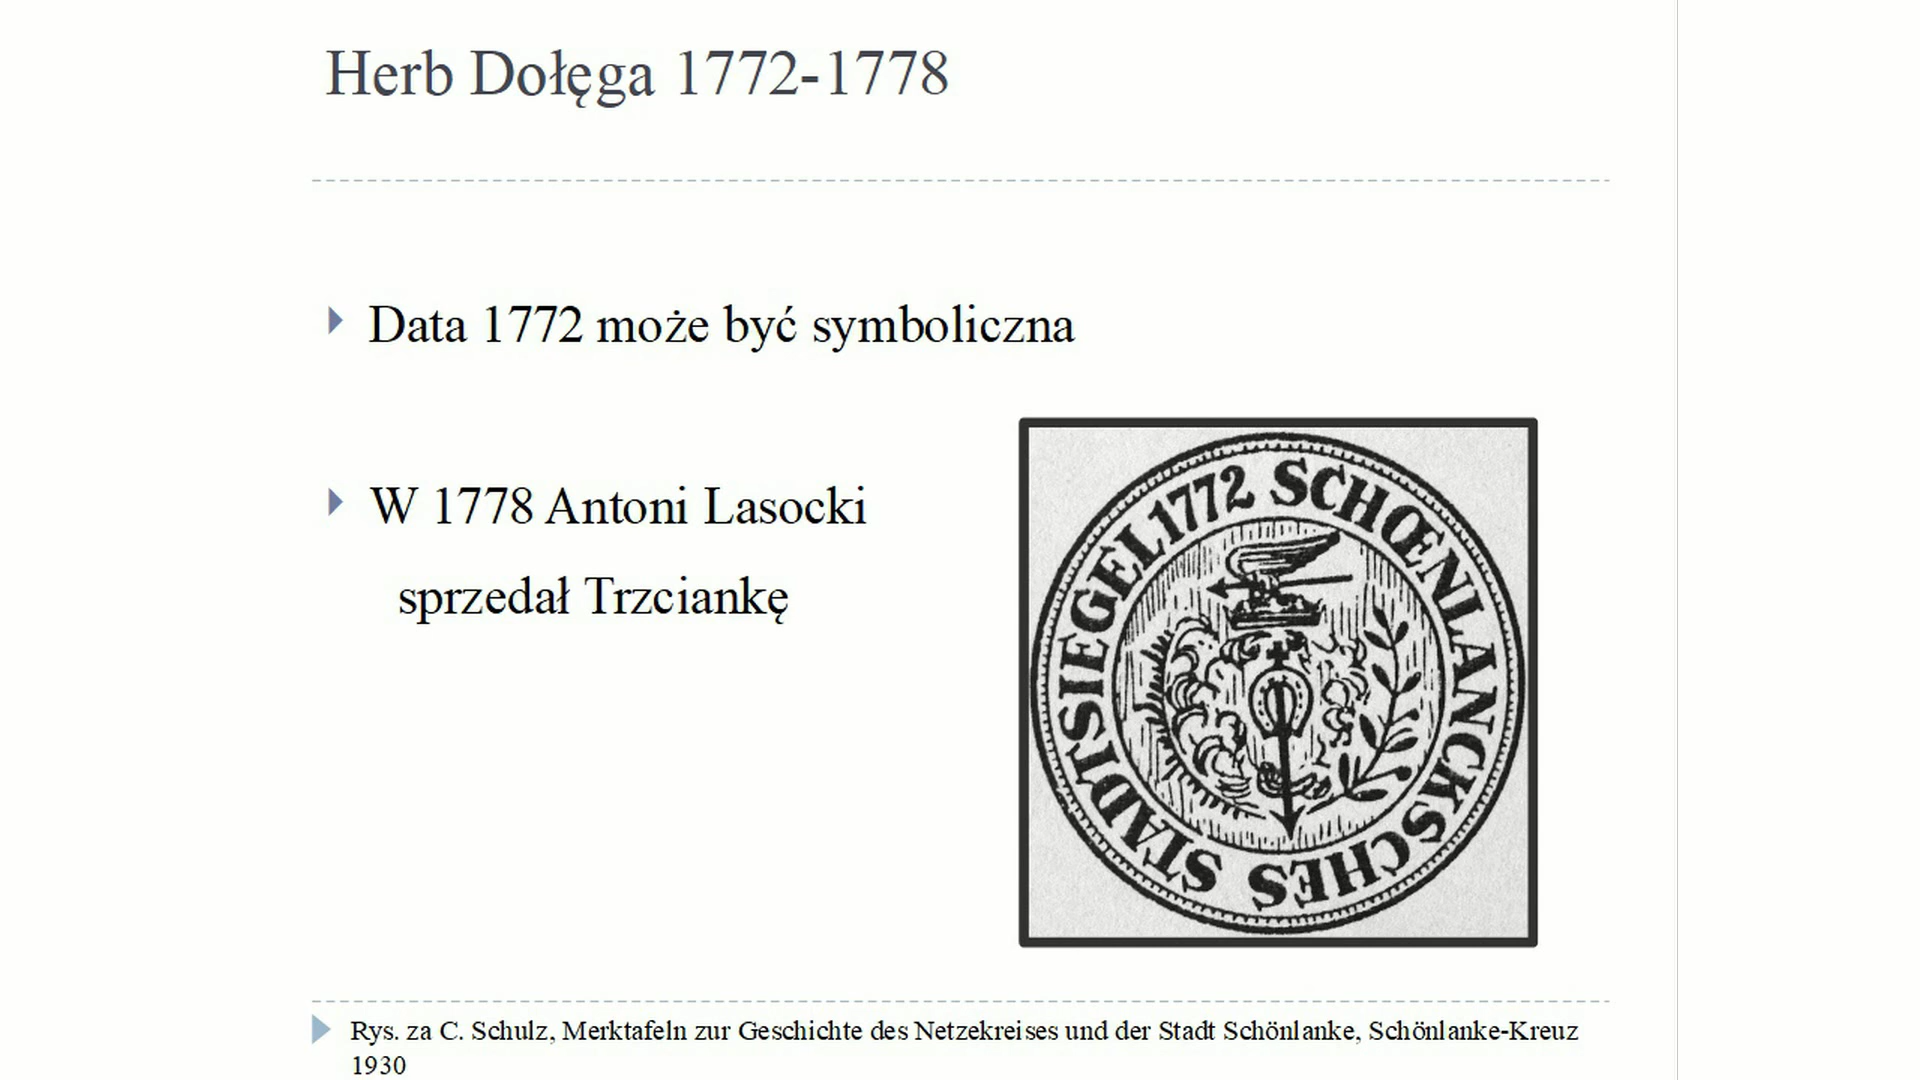 Herb Dołęga 1772-1778
Data 1772 może być symboliczna
W 1778 Antoni Lasocki
sprzedał Trzciankę
SCHŒNLANCKSCHES STADTSIEGEL 1772
Rys. za C. Schulz, Merktafeln zur Geschichte des Netzekreises und der Stadt Schönlanke, Schönlanke-Kreuz
1930